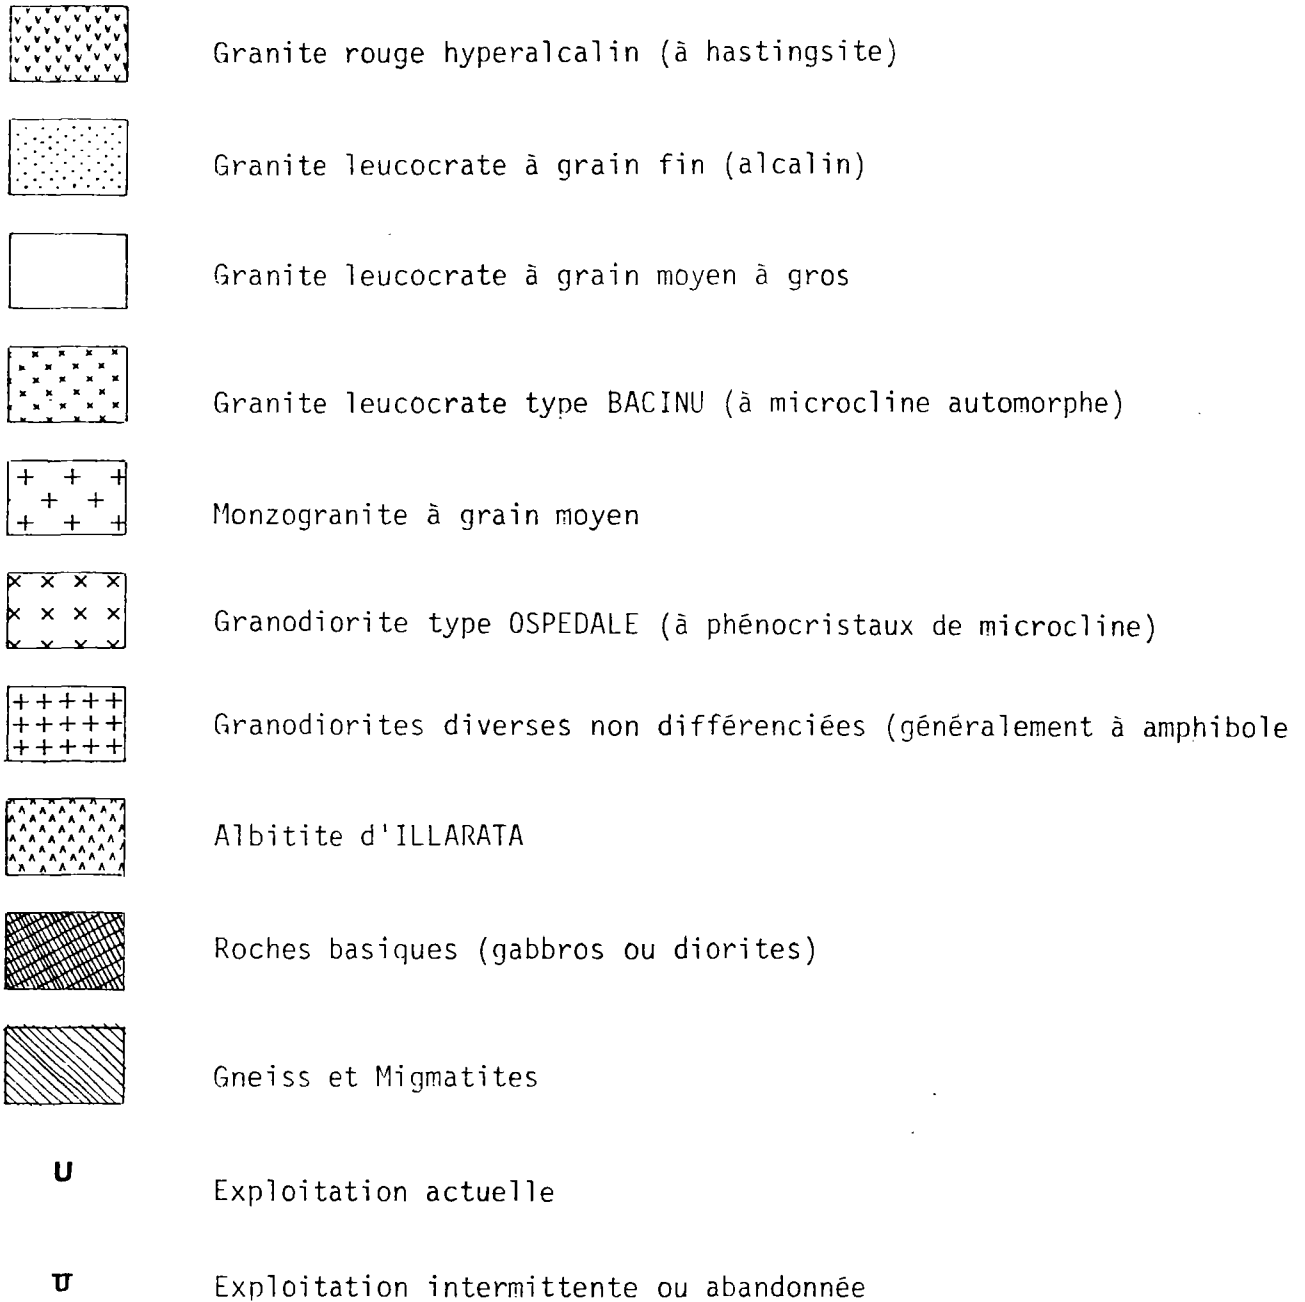 Granite rouge hyperalcalin (à hastingsite)
Granite leucocrate à grain fin (alcalin)
Granite leucocrate à grain moyen à gros
Granite leucocrate type BACINU (à microcline automorphe)
Monzogranite à grain moyen
Granodiorite type OSPEDALE (à phénocristaux de microcline)
Granodiorites diverses non différenciées (généralement à amphibole
Albitite d'ILLARATA
Roches basiques (gabbros ou diorites)
Gneiss et Migmatites
U Exploitation actuelle
U Exploitation intermittente ou abandonnée